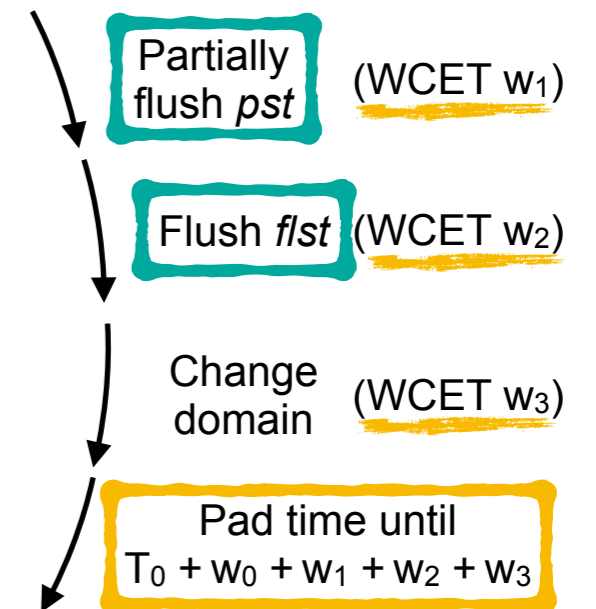 Partially
flush pst
(WCET w₁)
Flush flst (WCET w₂)
Change
domain
(WCET w₃)
Pad time until
T₀ + w₀ + w₁ + w₂ + w₃